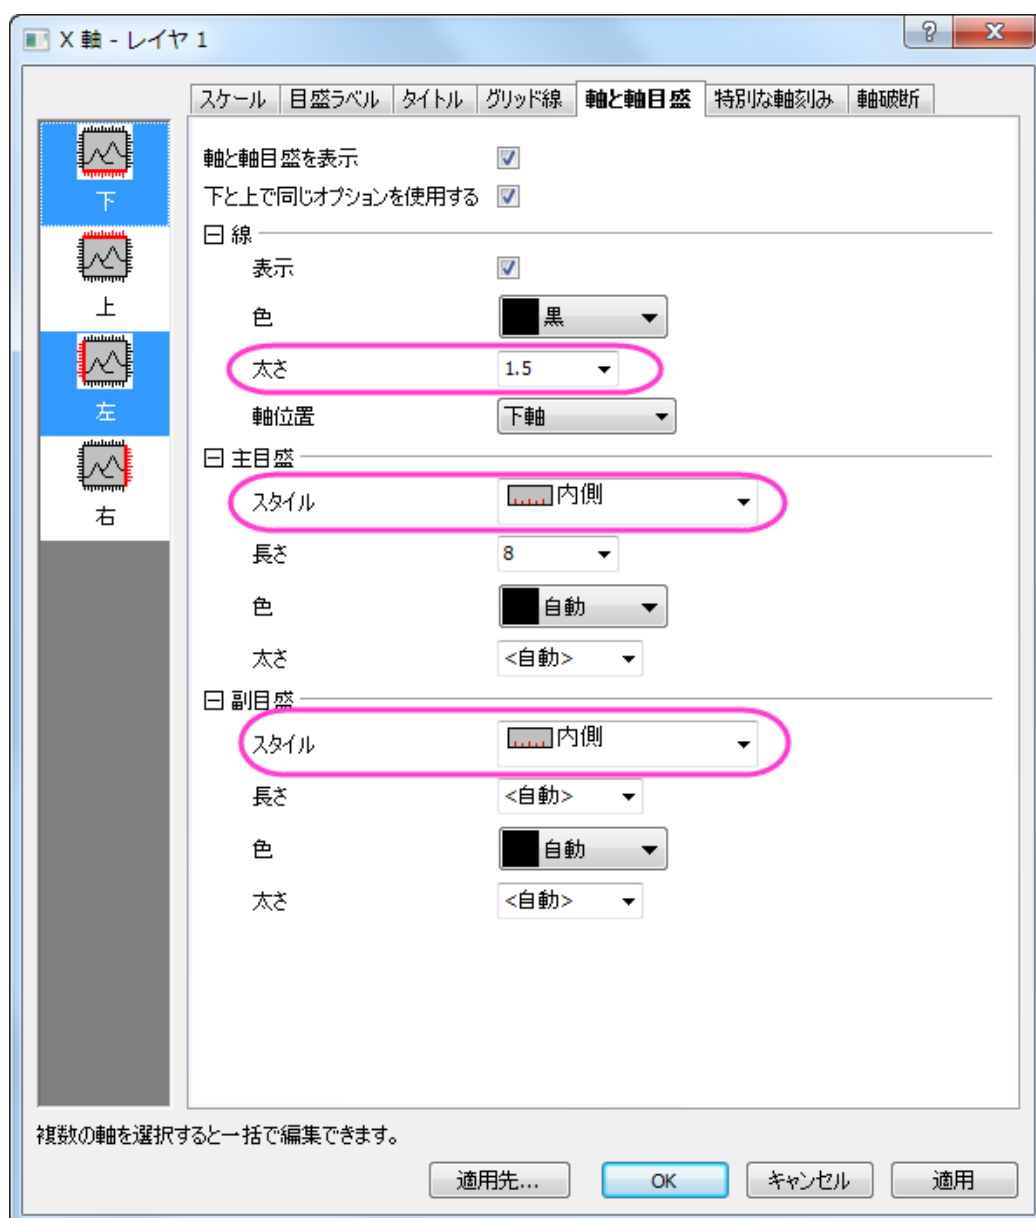 X 軸 - レイヤ 1
スケール 目盛ラベル タイトル グリッド線 軸と軸目盛 特別な軸刻み 軸破断
下
上
左
右
軸と軸目盛を表示
下と上で同じオプションを使用する
線
表示
色 黒
太さ 1.5
軸位置 下軸
主目盛
スタイル 内側
長さ 8
色 自動
太さ <自動>
副目盛
スタイル 内側
長さ <自動>
色 自動
太さ <自動>
複数の軸を選択すると一括で編集できます。
適用先... OK キャンセル 適用